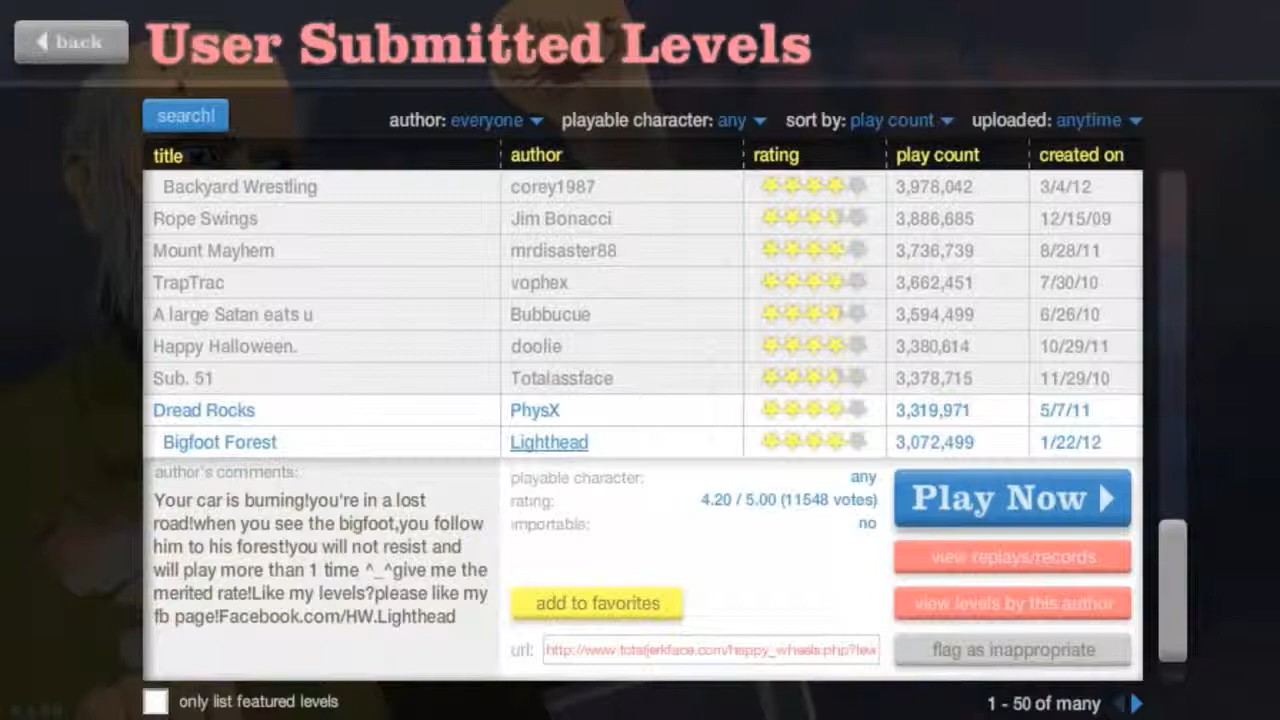 back
User Submitted Levels
search!
author: everyone playable character: any sort by: play count uploaded: anytime
title author rating play count created on
Backyard Wrestling corey1987 3,978,042 3/4/12
Rope Swings Jim Bonacci 3,886,685 12/15/09
Mount Mayhem mrdisaster88 3,736,739 8/28/11
TrapTrac vophex 3,662,451 7/30/10
A large Satan eats u Bubbucue 3,594,499 6/26/10
Happy Halloween. doolie 3,380,614 10/29/11
Sub. 51 Totalassface 3,378,715 11/29/10
Dread Rocks PhysX 3,319,971 5/7/11
Bigfoot Forest Lighthead 3,072,499 1/22/12
author's comments:
Your car is burning!you're in a lost
road!when you see the bigfoot,you follow
him to his forest!you will not resist and
will play more than 1 time ^_^give me the
merited rate!Like my levels?please like my
fb page!Facebook.com/HW.Lighthead
playable character: any
rating: 4.20 / 5.00 (11548 votes)
importable: no
add to favorites
url: http://www.totaljerkface.com/happy_wheels.php?lev
Play Now
view replays/records
view levels by this author
flag as inappropriate
only list featured levels
1 - 50 of many